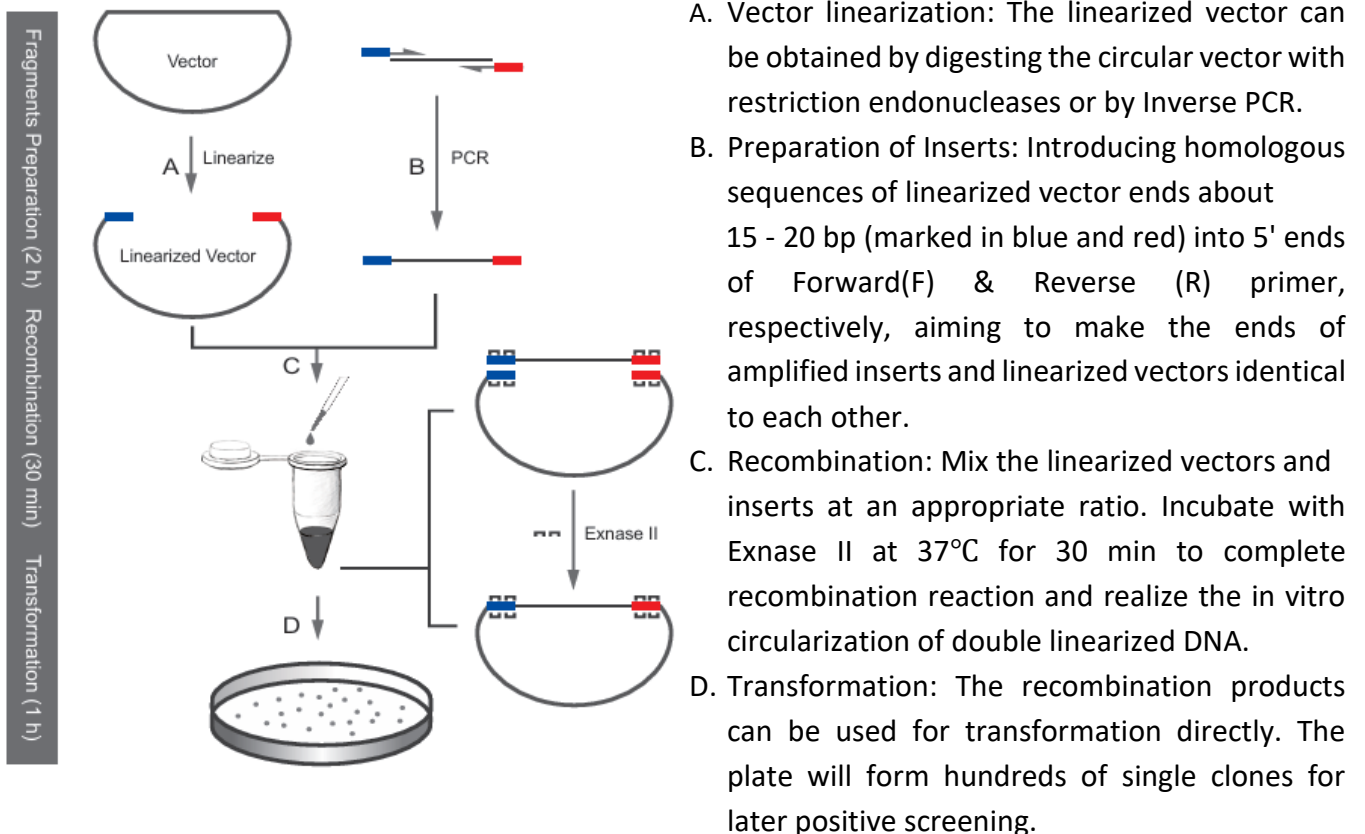 Fragments Preparation (2 h) Recombination (30 min) Transformation (1 h)
Vector
A
Linearize
B
PCR
Linearized Vector
C
Exnase II
D
A. Vector linearization: The linearized vector can
be obtained by digesting the circular vector with
restriction endonucleases or by Inverse PCR.
B. Preparation of Inserts: Introducing homologous
sequences of linearized vector ends about
15 - 20 bp (marked in blue and red) into 5' ends
of Forward(F) & Reverse (R) primer,
respectively, aiming to make the ends of
amplified inserts and linearized vectors identical
to each other.
C. Recombination: Mix the linearized vectors and
inserts at an appropriate ratio. Incubate with
Exnase II at 37℃ for 30 min to complete
recombination reaction and realize the in vitro
circularization of double linearized DNA.
D. Transformation: The recombination products
can be used for transformation directly. The
plate will form hundreds of single clones for
later positive screening.